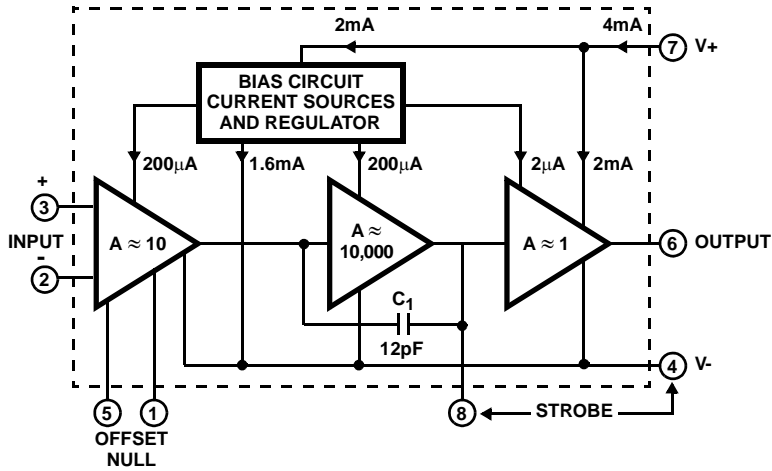 2mA
4mA
7
V+
BIAS CIRCUIT
CURRENT SOURCES
AND REGULATOR
200μA
1.6mA
200μA
2μA
2mA
+
3
INPUT
-
2
A ≈ 10
A ≈
10,000
A ≈ 1
6
OUTPUT
C1
12pF
4
V-
5
1
8
STROBE
OFFSET
NULL